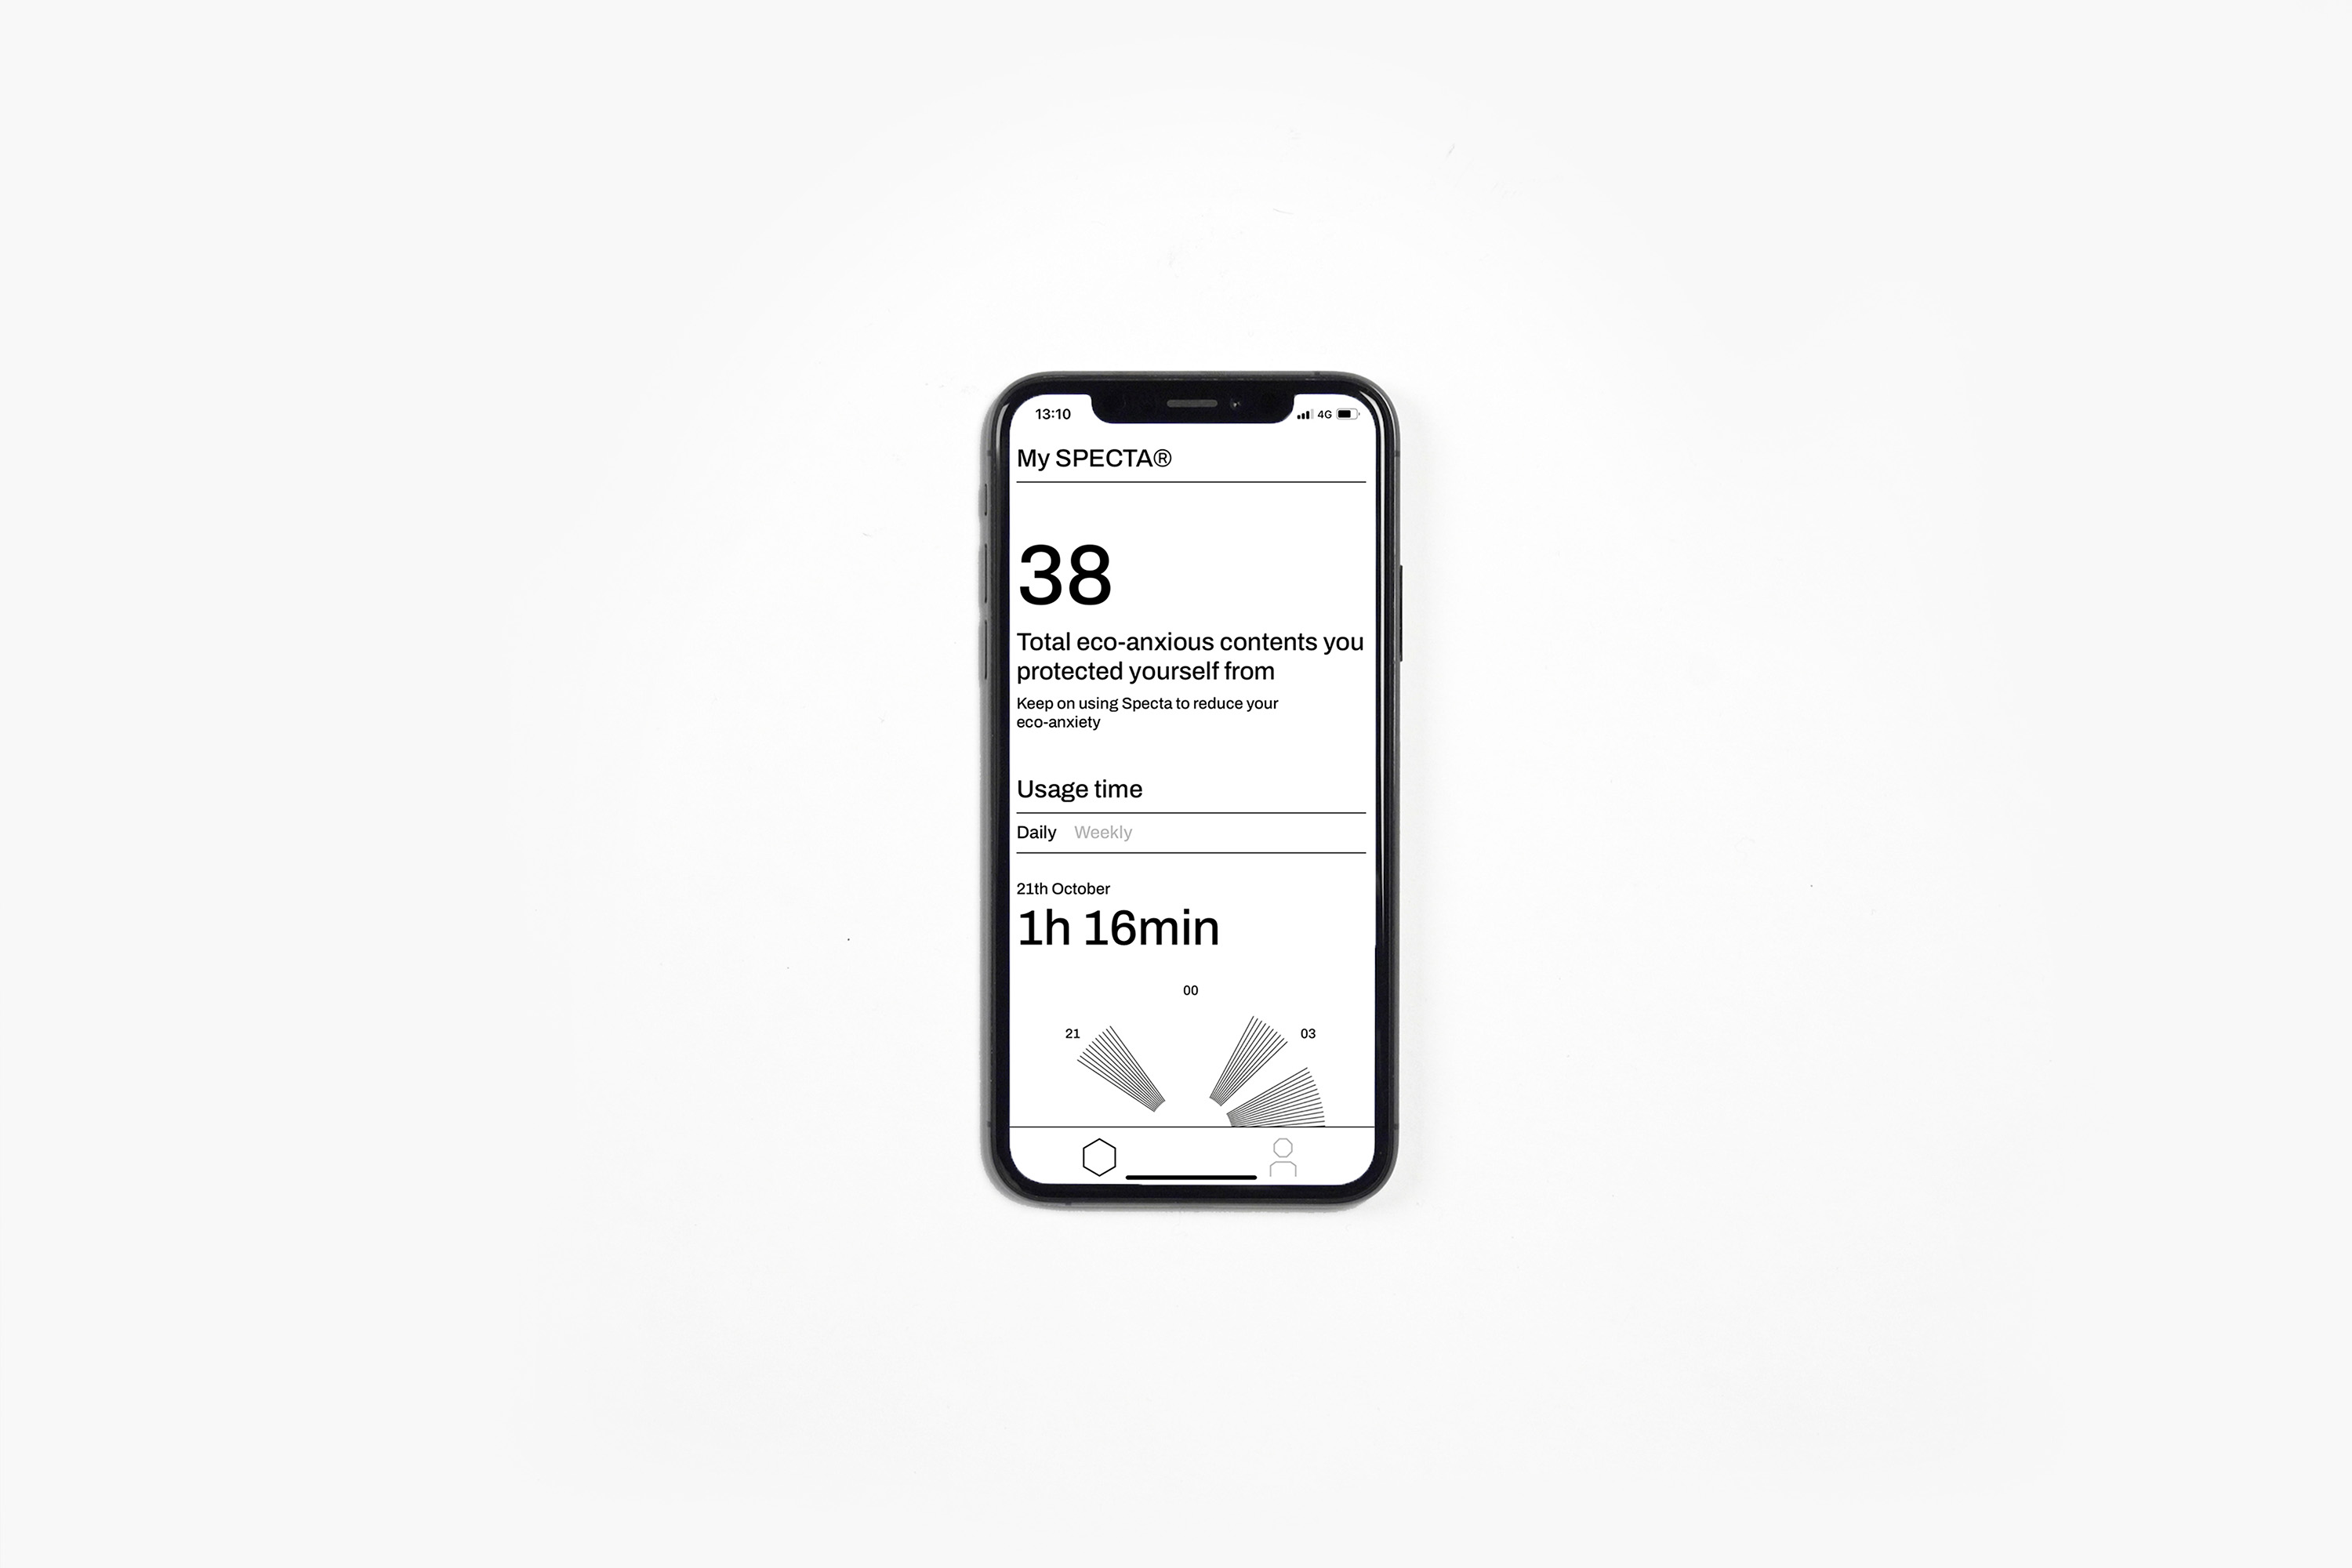 13:10 4G
My SPECTA®
38
Total eco-anxious contents you
protected yourself from
Keep on using Specta to reduce your
eco-anxiety
Usage time
Daily Weekly
21th October
1h 16min
00
21 03